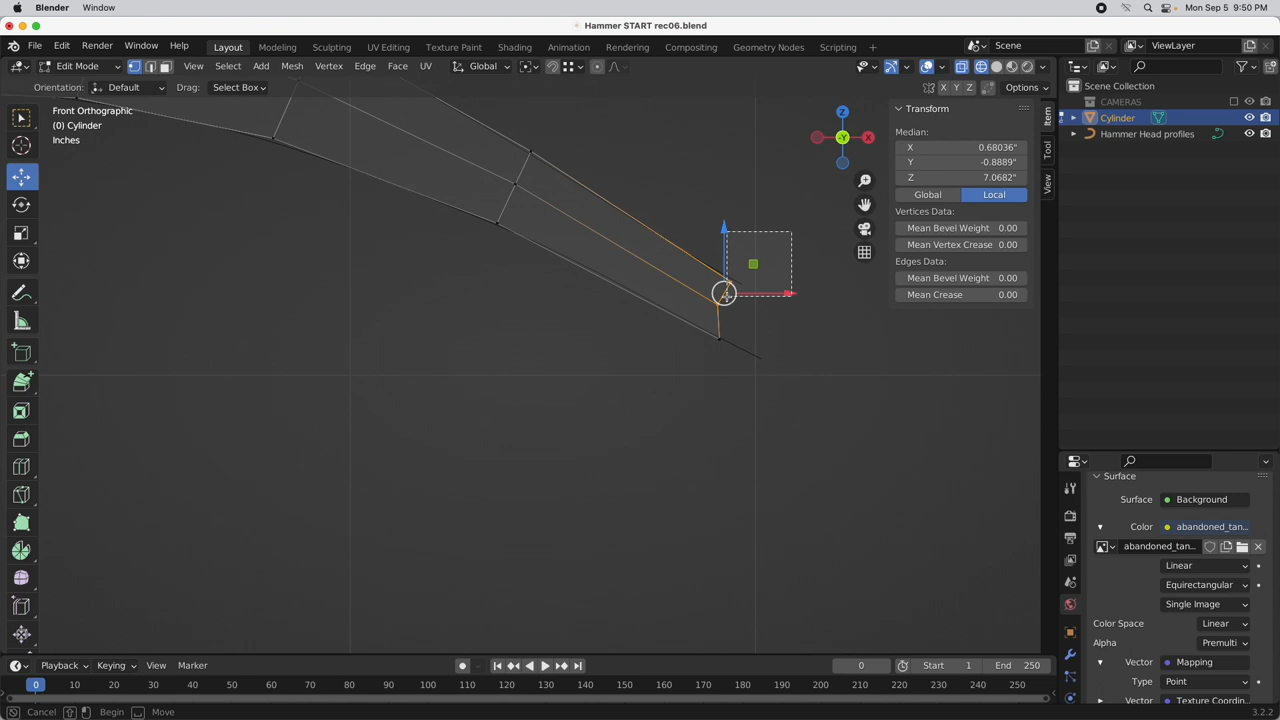 Blender Window Mon Sep 5 9:50 PM
Hammer START rec06.blend
File Edit Render Window Help Layout Modeling Sculpting UV Editing Texture Paint Shading Animation Rendering Compositing Geometry Nodes Scripting + Scene ViewLayer
Edit Mode View Select Add Mesh Vertex Edge Face UV Global
Orientation: Default Drag: Select Box X Y Z Options
Front Orthographic
(0) Cylinder
Inches
Z
Y
X
Transform
Median:
X 0.68036"
Y -0.8889"
Z 7.0682"
Global Local
Vertices Data:
Mean Bevel Weight 0.00
Mean Vertex Crease 0.00
Edges Data:
Mean Bevel Weight 0.00
Mean Crease 0.00
Item
Tool
View
Scene Collection
CAMERAS
Cylinder
Hammer Head profiles
Surface
Surface Background
Color abandoned_tan...
abandoned_tan...
Linear
Equirectangular
Single Image
Color Space Linear
Alpha Premulti
Vector Mapping
Type Point
Vector Texture Coordin...
Playback Keying View Marker 0 Start 1 End 250
0 10 20 30 40 50 60 70 80 90 100 110 120 130 140 150 160 170 180 190 200 210 220 230 240 250
Cancel Begin Move 3.2.2